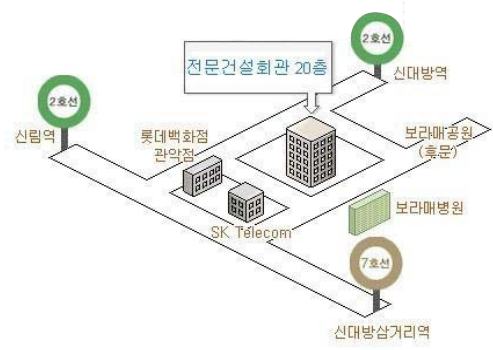 2호선
신대방역
전문건설회관 20층
2호선
신림역
롯데백화점
관악점
보라매공원
(후문)
보라매병원
SK Telecom
7호선
신대방삼거리역